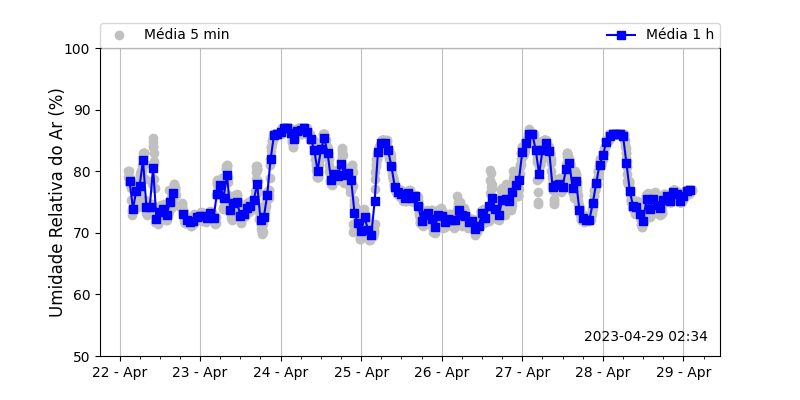 Média 5 min
Média 1 h
Umidade Relativa do Ar (%)
100
90
80
70
60
50
2023-04-29 02:34
22 - Apr
23 - Apr
24 - Apr
25 - Apr
26 - Apr
27 - Apr
28 - Apr
29 - Apr